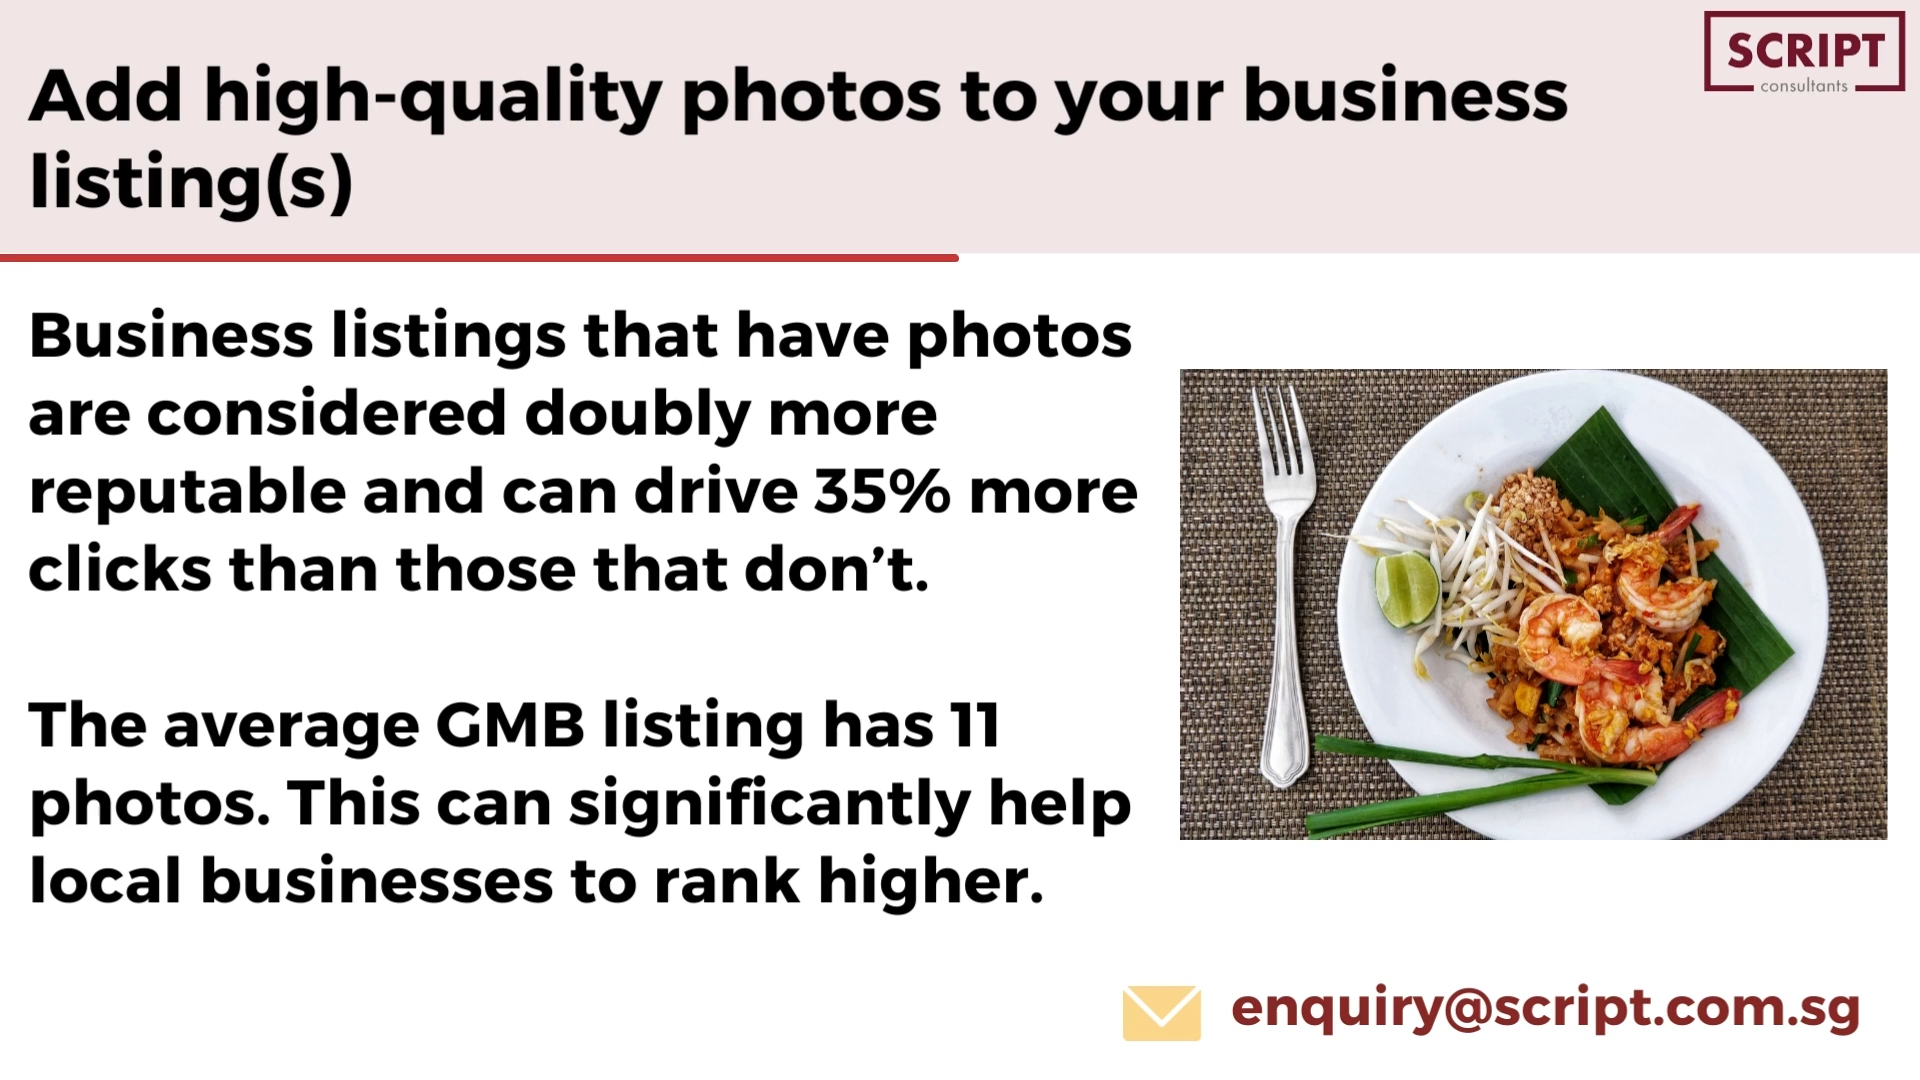 SCRIPT
consultants
Add high-quality photos to your business
listing(s)
Business listings that have photos
are considered doubly more
reputable and can drive 35% more
clicks than those that don’t.
The average GMB listing has 11
photos. This can significantly help
local businesses to rank higher.
enquiry@script.com.sg